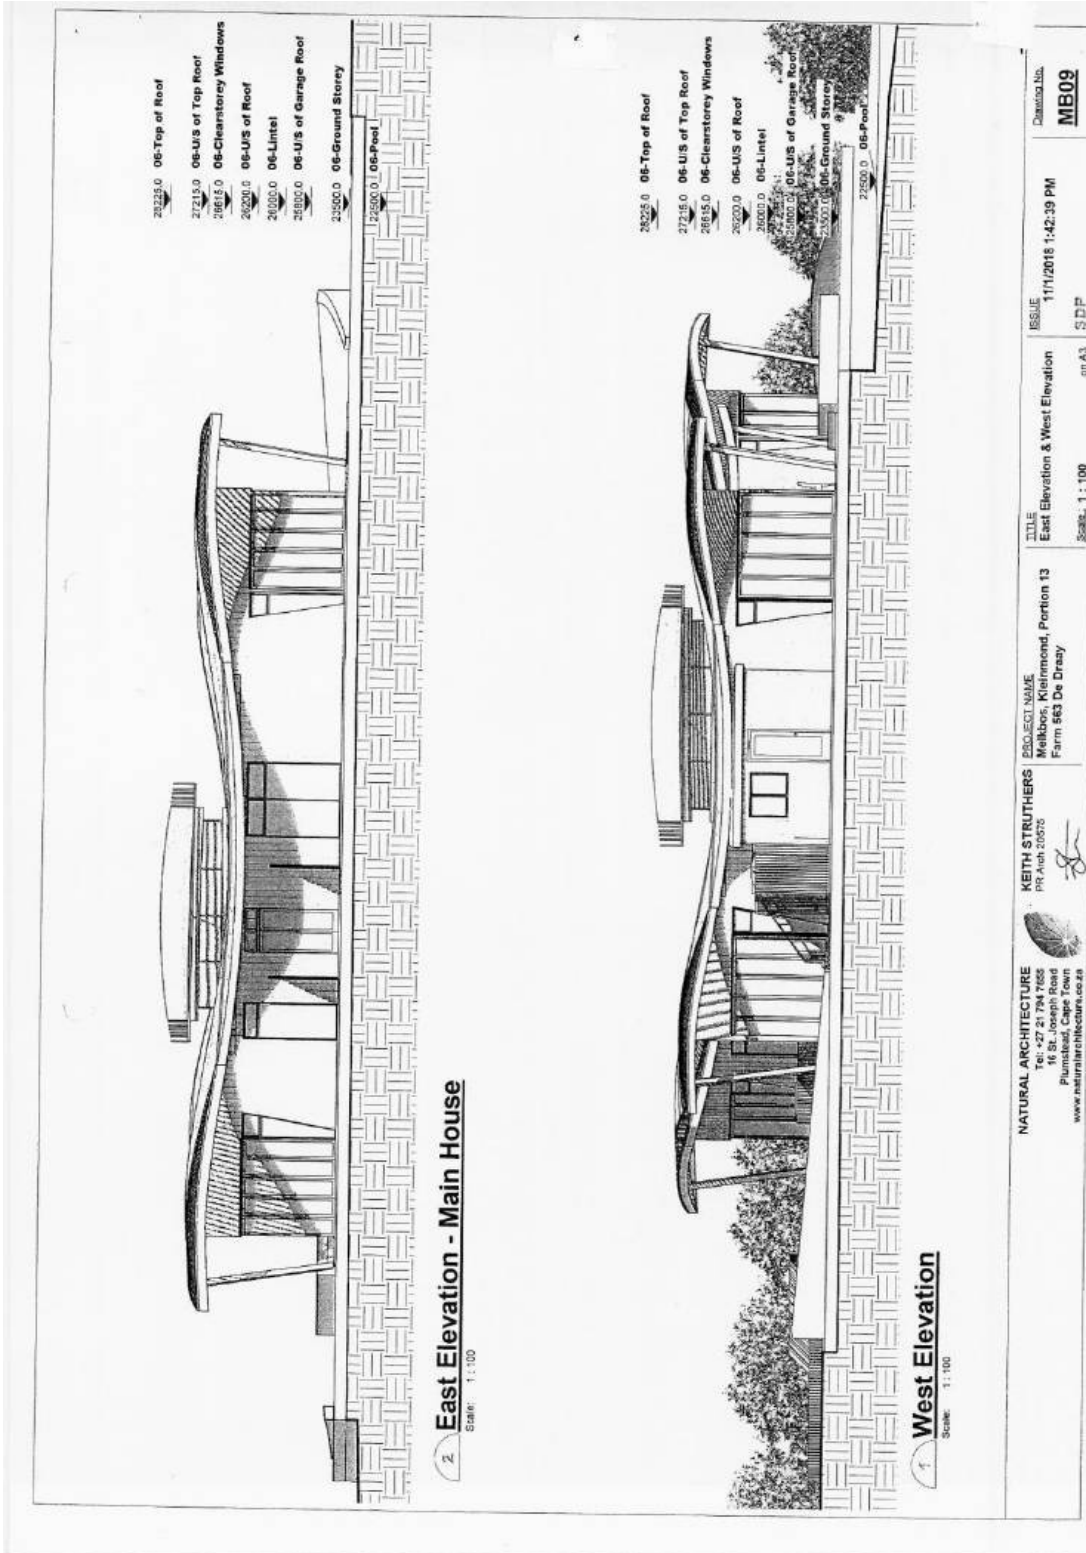 28225.0 06-Top of Roof
27215.0 06-U/S of Top Roof
26615.0 06-Clearstorey Windows
26200.0 06-U/S of Roof
26000.0 06-Lintel
25800.0 06-U/S of Garage Roof
23500.0 06-Ground Storey
22500.0 06-Pool
2 East Elevation - Main House
Scale: 1 : 100
28225.0 06-Top of Roof
27215.0 06-U/S of Top Roof
26615.0 06-Clearstorey Windows
26200.0 06-U/S of Roof
26000.0 06-Lintel
25800.0 06-U/S of Garage Roof
23500.0 06-Ground Storey
22500.0 06-Pool
1 West Elevation
Scale: 1 : 100
NATURAL ARCHITECTURE
Tel: +27 21 794 7655
16 St. Joseph Road
Plumstead, Cape Town
www.naturalarchitecture.co.za
KEITH STRUTHERS
PR Arch 20575
PROJECT NAME
Melkbos, Kleinmond, Portion 13
Farm 563 De Draay
TITLE
East Elevation & West Elevation
Scale: 1 : 100 on A3
ISSUE
11/1/2018 1:42:39 PM
SDP
Drawing No.
MB09